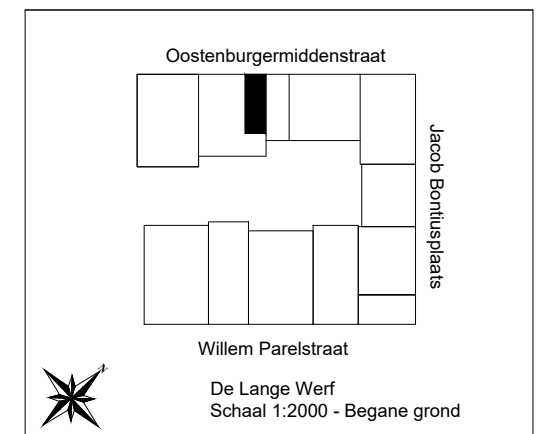 Oostenburgermiddenstraat
Jacob Bontiusplaats
Willem Parelstraat
N
De Lange Werf
Schaal 1:2000 - Begane grond